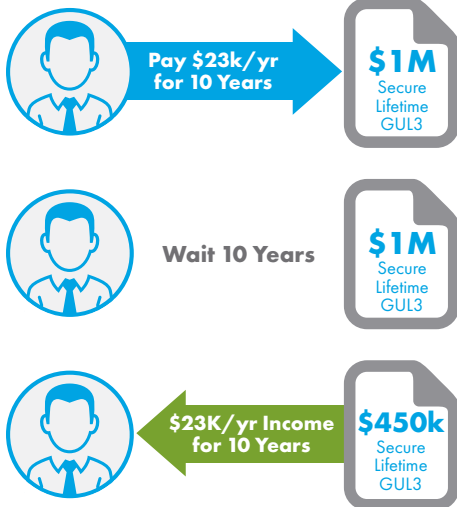 Pay $23k/yr
for 10 Years
$1M
Secure
Lifetime
GUL3
Wait 10 Years
$1M
Secure
Lifetime
GUL3
$23K/yr Income
for 10 Years
$450k
Secure
Lifetime
GUL3